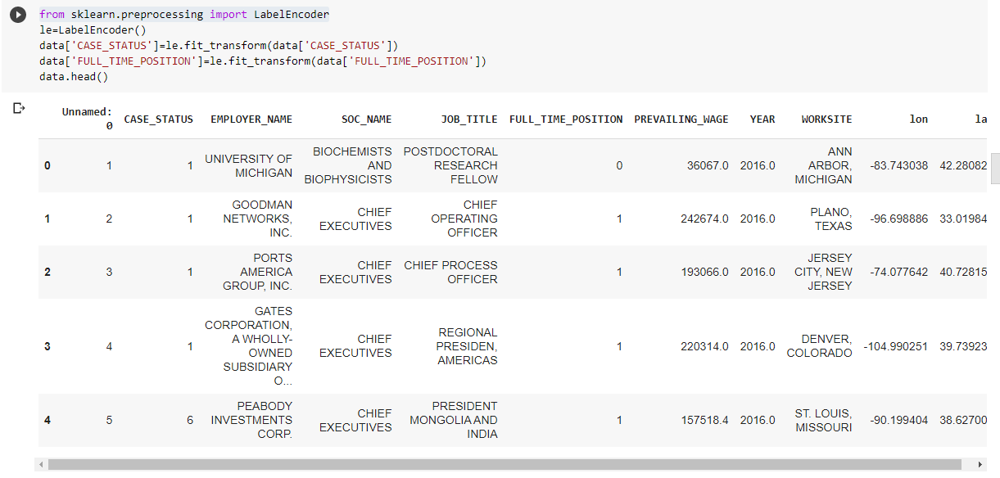 from sklearn.preprocessing import LabelEncoder
le=LabelEncoder()
data['CASE_STATUS']=le.fit_transform(data['CASE_STATUS'])
data['FULL_TIME_POSITION']=le.fit_transform(data['FULL_TIME_POSITION'])
data.head()
Unnamed: 0 CASE_STATUS EMPLOYER_NAME SOC_NAME JOB_TITLE FULL_TIME_POSITION PREVAILING_WAGE YEAR WORKSITE lon la
0 1 1 UNIVERSITY OF MICHIGAN BIOCHEMISTS AND BIOPHYSICISTS POSTDOCTORAL RESEARCH FELLOW 0 36067.0 2016.0 ANN ARBOR, MICHIGAN -83.743038 42.28082
1 2 1 GOODMAN NETWORKS, INC. CHIEF EXECUTIVES CHIEF OPERATING OFFICER 1 242674.0 2016.0 PLANO, TEXAS -96.698886 33.01984
2 3 1 PORTS AMERICA GROUP, INC. CHIEF EXECUTIVES CHIEF PROCESS OFFICER 1 193066.0 2016.0 JERSEY CITY, NEW JERSEY -74.077642 40.72815
3 4 1 GATES CORPORATION, A WHOLLY-OWNED SUBSIDIARY O... CHIEF EXECUTIVES REGIONAL PRESIDEN, AMERICAS 1 220314.0 2016.0 DENVER, COLORADO -104.990251 39.73923
4 5 6 PEABODY INVESTMENTS CORP. CHIEF EXECUTIVES PRESIDENT MONGOLIA AND INDIA 1 157518.4 2016.0 ST. LOUIS, MISSOURI -90.199404 38.62700